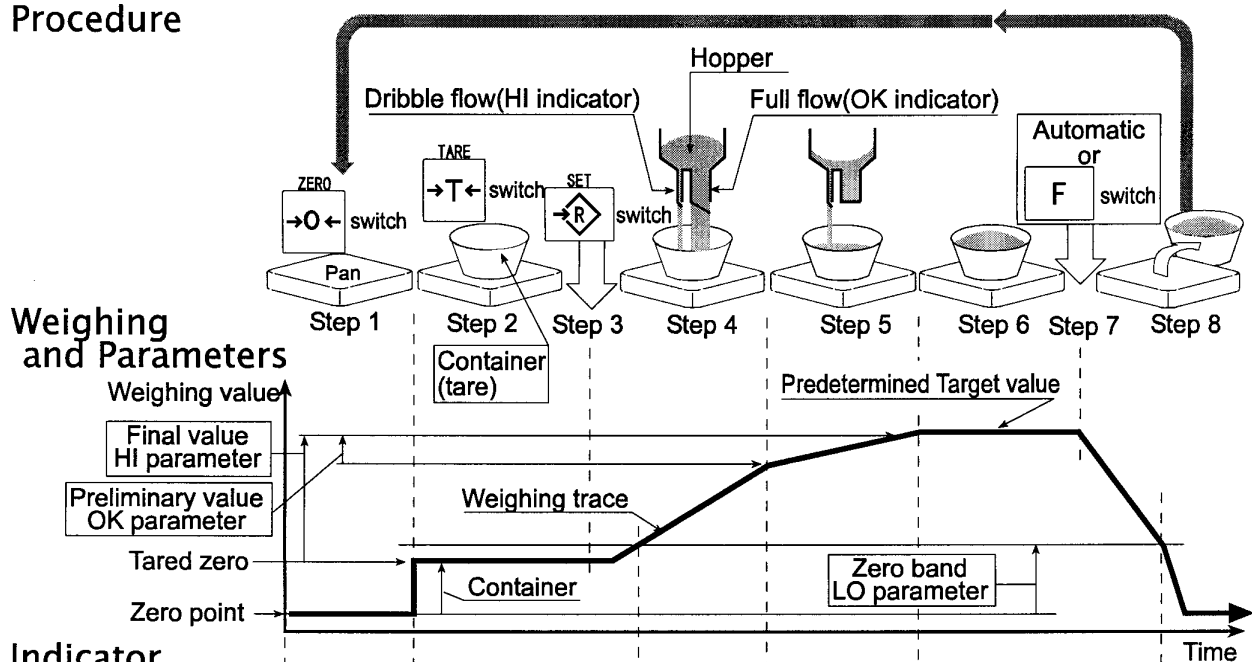 Procedure
Hopper
Dribble flow(HI indicator)
Full flow(OK indicator)
Automatic
or
F
switch
ZERO
→0←
switch
TARE
→T←
switch
SET
→R
switch
Pan
Step 1
Step 2
Step 3
Step 4
Step 5
Step 6
Step 7
Step 8
Container
(tare)
Weighing
and Parameters
Weighing value
Predetermined Target value
Final value
HI parameter
Preliminary value
OK parameter
Weighing trace
Tared zero
Container
Zero band
LO parameter
Zero point
Time
Indicator